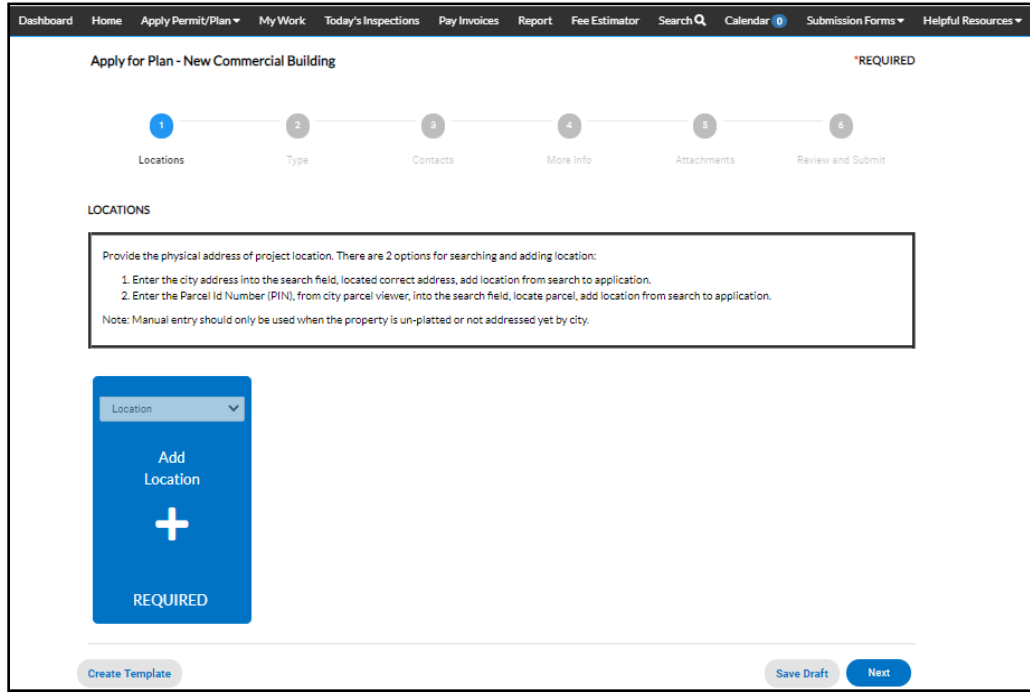 Dashboard Home Apply Permit/Plan My Work Today's Inspections Pay Invoices Report Fee Estimator Search Calendar 0 Submission Forms Helpful Resources
Apply for Plan - New Commercial Building *REQUIRED
1 2 3 4 5 6
Locations Type Contacts More Info Attachments Review and Submit
LOCATIONS
Provide the physical address of project location. There are 2 options for searching and adding location:
1. Enter the city address into the search field, located correct address, add location from search to application.
2. Enter the Parcel Id Number (PIN), from city parcel viewer, into the search field, locate parcel, add location from search to application.
Note: Manual entry should only be used when the property is un-platted or not addressed yet by city.
Location
Add
Location
REQUIRED
Create Template Save Draft Next